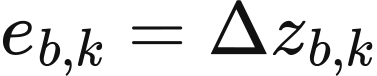 e_{b,k} = Δz_{b,k}